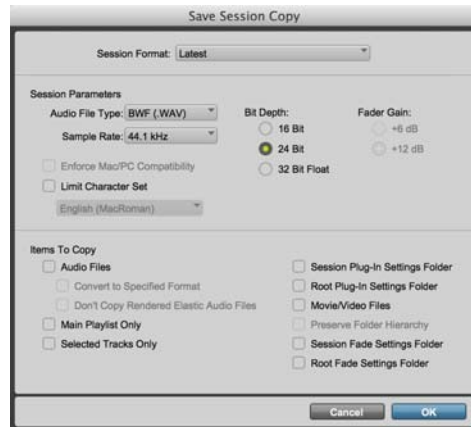 Save Session Copy
Session Format: Latest
Session Parameters
Audio File Type: BWF (.WAV)
Sample Rate: 44.1 kHz
Enforce Mac/PC Compatibility
Limit Character Set
English (MacRoman)
Bit Depth:
16 Bit
24 Bit
32 Bit Float
Fader Gain:
+6 dB
+12 dB
Items To Copy
Audio Files
Convert to Specified Format
Don't Copy Rendered Elastic Audio Files
Main Playlist Only
Selected Tracks Only
Session Plug-In Settings Folder
Root Plug-In Settings Folder
Movie/Video Files
Preserve Folder Hierarchy
Session Fade Settings Folder
Root Fade Settings Folder
Cancel
OK